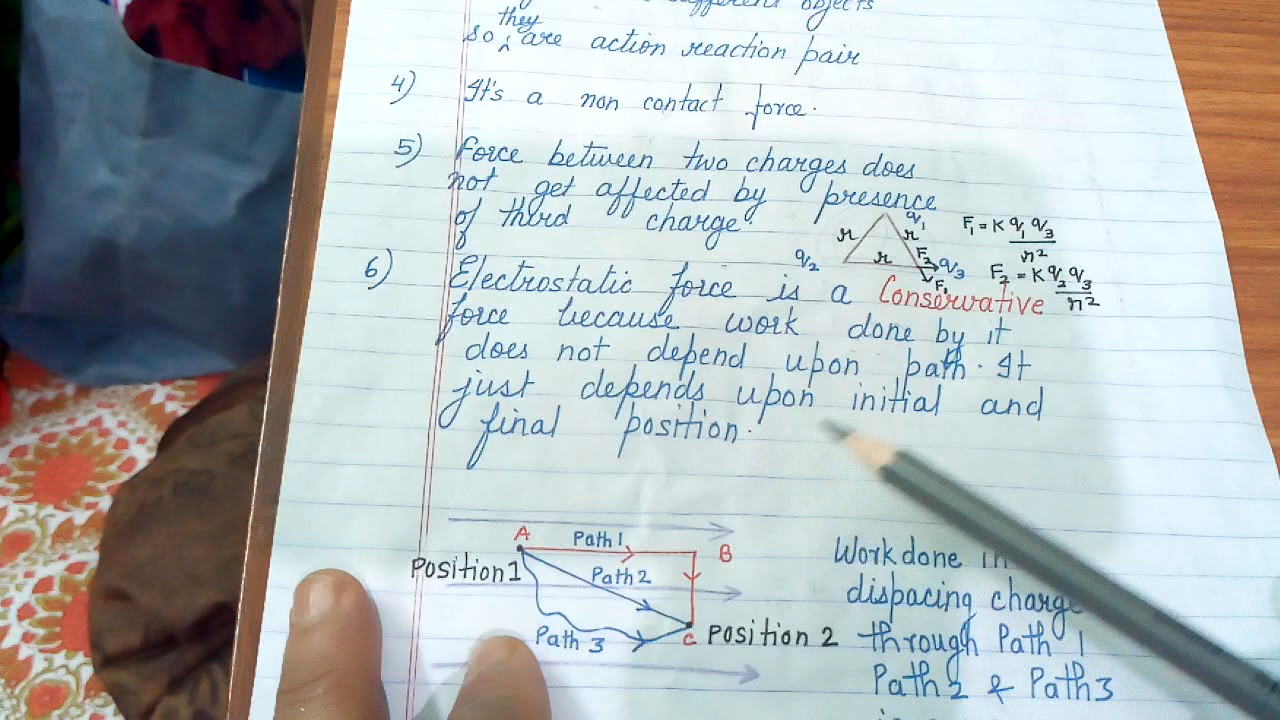 different objects
they
so ^ are action reaction pair
4) It's a non contact force.
5) Force between two charges does
not get affected by presence
of third charge.
q1
r r
q2 r F2 q3
F1
F1 = K q1 q3
r2
F2 = K q2 q3
r2
6) Electrostatic force is a Conservative
force because work done by it
does not depend upon path. It
just depends upon initial and
final position.
A Path 1 B
Position 1
Path 2
Path 3 C Position 2
Work done in
dispacing charge
through Path 1
Path 2 & Path 3